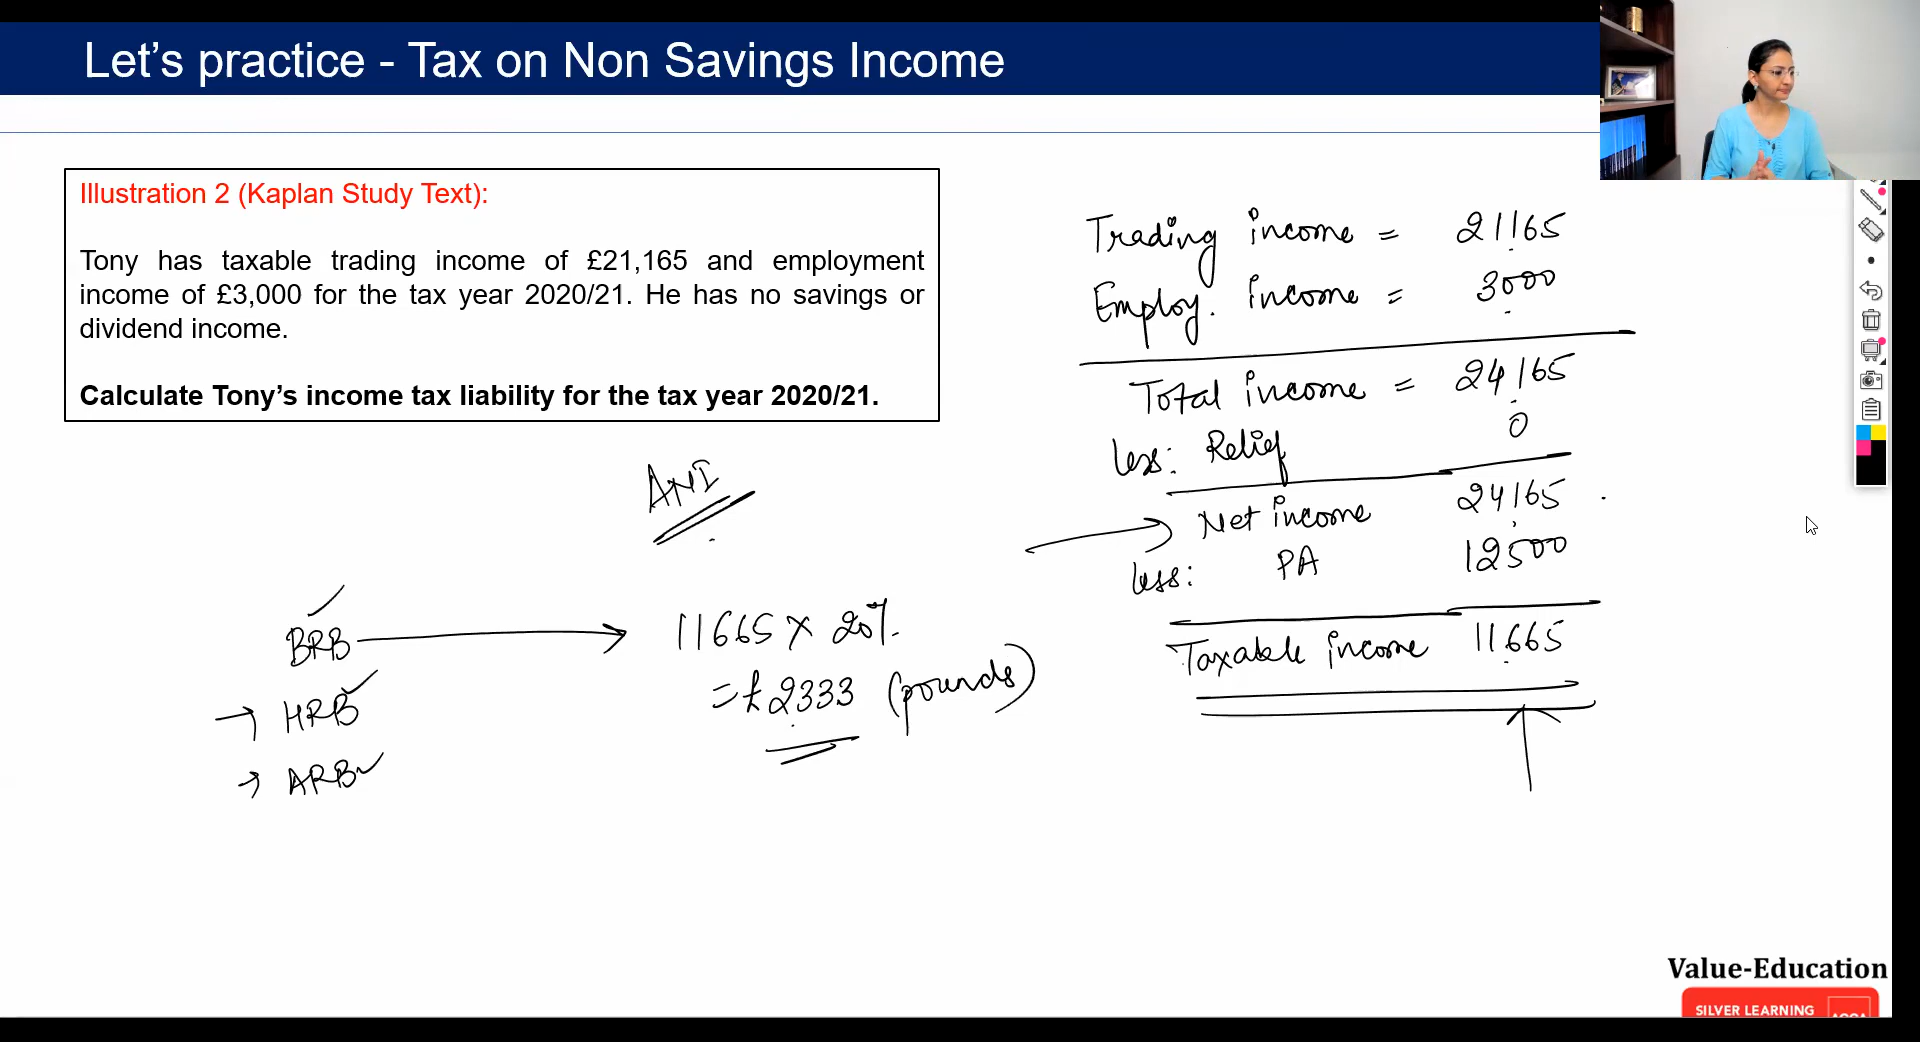 Let's practice - Tax on Non Savings Income
Illustration 2 (Kaplan Study Text):
Tony has taxable trading income of £21,165 and employment
income of £3,000 for the tax year 2020/21. He has no savings or
dividend income.
Calculate Tony's income tax liability for the tax year 2020/21.
Trading income = 21165
Employ. income = 3000
Total income = 24165
less: Relief 0
Net income 24165
less: PA 12500
Taxable income 11665
ANI
BRB 11665 X 20%
= £2333 (pounds)
HRB
ARB
Value-Education
SILVER LEARNING
ACCA